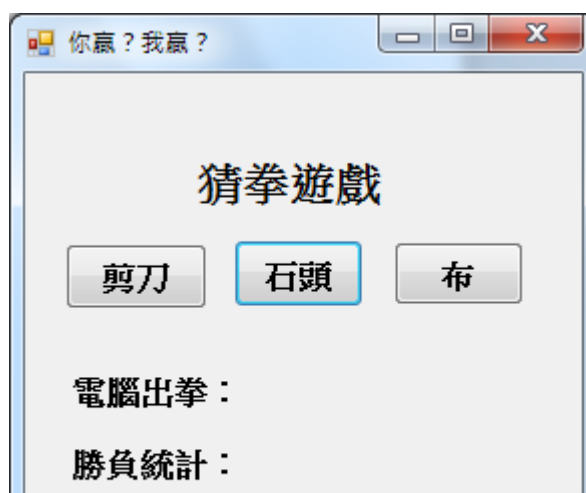 你贏？我贏？
猜拳遊戲
剪刀 石頭 布
電腦出拳：
勝負統計：